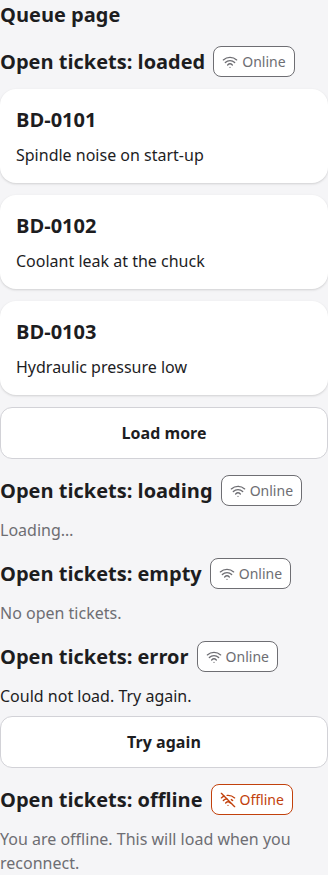 Queue page
Open tickets: loaded Online
BD-0101
Spindle noise on start-up
BD-0102
Coolant leak at the chuck
BD-0103
Hydraulic pressure low
Load more
Open tickets: loading Online
Loading...
Open tickets: empty Online
No open tickets.
Open tickets: error Online
Could not load. Try again.
Try again
Open tickets: offline Offline
You are offline. This will load when you
reconnect.